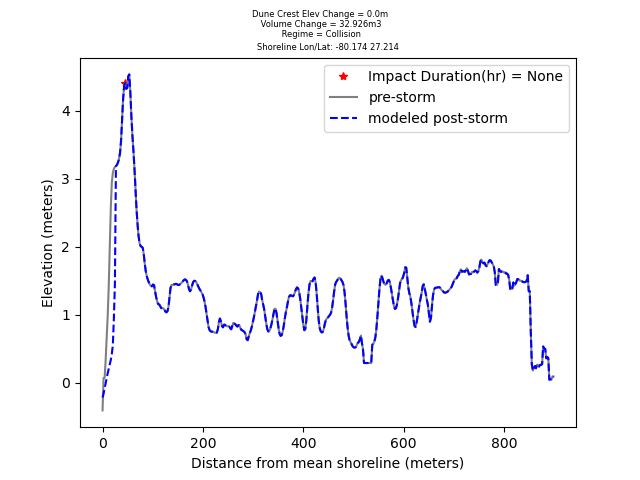 Dune Crest Elev Change = 0.0m
Volume Change = 32.926m3
Regime = Collision
Shoreline Lon/Lat: -80.174 27.214
Impact Duration(hr) = None
pre-storm
modeled post-storm
Elevation (meters)
4
3
2
1
0
0 200 400 600 800
Distance from mean shoreline (meters)